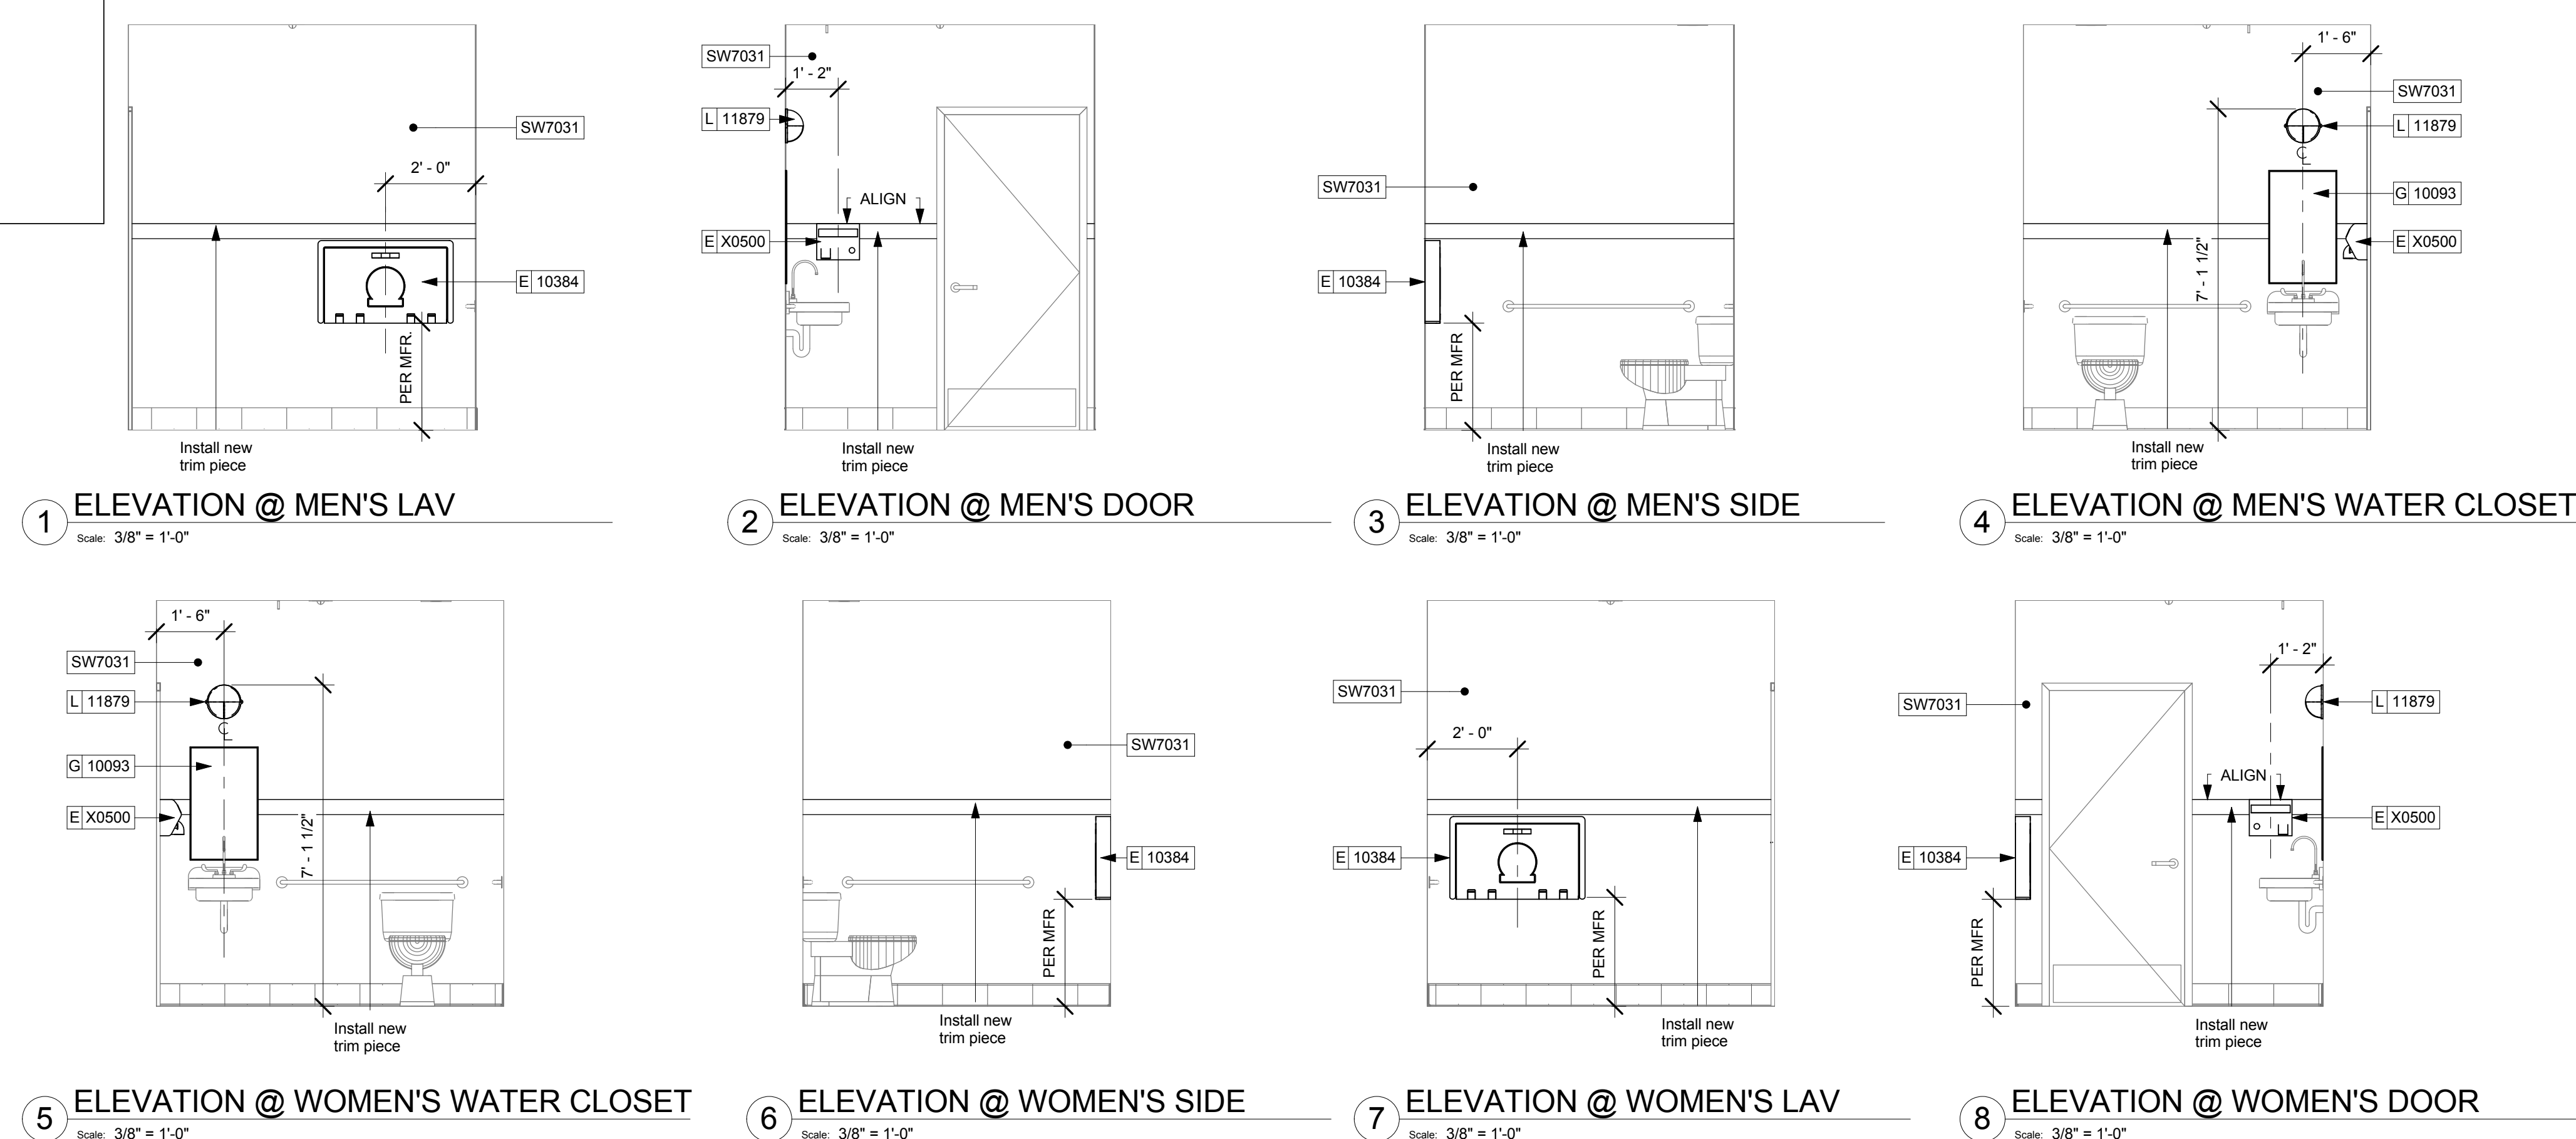 SW7031
2' - 0"
E 10384
PER MFR.
Install new
trim piece
1 ELEVATION @ MEN'S LAV
Scale: 3/8" = 1'-0"
SW7031
1' - 2"
L 11879
ALIGN
E X0500
Install new
trim piece
2 ELEVATION @ MEN'S DOOR
Scale: 3/8" = 1'-0"
SW7031
E 10384
PER MFR
Install new
trim piece
3 ELEVATION @ MEN'S SIDE
Scale: 3/8" = 1'-0"
1' - 6"
SW7031
L 11879
CL
G 10093
E X0500
7' - 1 1/2"
Install new
trim piece
4 ELEVATION @ MEN'S WATER CLOSET
Scale: 3/8" = 1'-0"
1' - 6"
SW7031
L 11879
CL
G 10093
E X0500
7' - 1 1/2"
Install new
trim piece
5 ELEVATION @ WOMEN'S WATER CLOSET
Scale: 3/8" = 1'-0"
SW7031
E 10384
PER MFR
Install new
trim piece
6 ELEVATION @ WOMEN'S SIDE
Scale: 3/8" = 1'-0"
SW7031
2' - 0"
E 10384
PER MFR
Install new
trim piece
7 ELEVATION @ WOMEN'S LAV
Scale: 3/8" = 1'-0"
1' - 2"
SW7031
L 11879
ALIGN
E X0500
E 10384
PER MFR
Install new
trim piece
8 ELEVATION @ WOMEN'S DOOR
Scale: 3/8" = 1'-0"